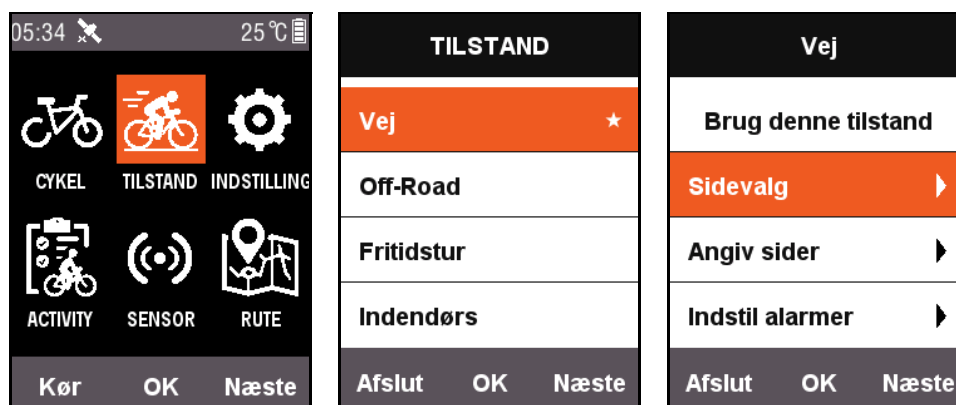 05:34 25℃
CYKEL TILSTAND INDSTILLING
ACTIVITY SENSOR RUTE
Kør OK Næste
TILSTAND
Vej ★
Off-Road
Fritidstur
Indendørs
Afslut OK Næste
Vej
Brug denne tilstand
Sidevalg
Angiv sider
Indstil alarmer
Afslut OK Næste